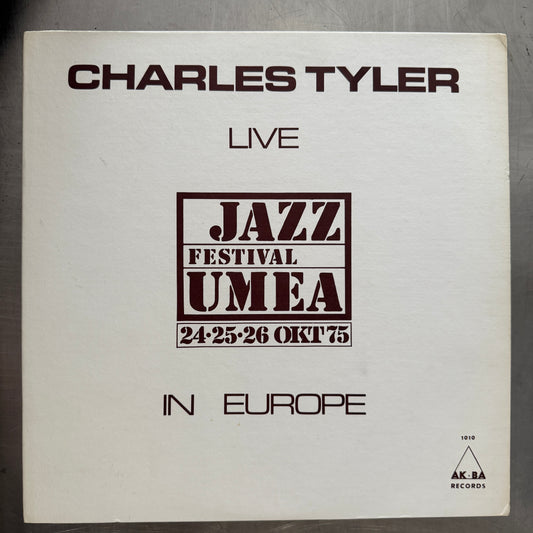 CHARLES TYLER
LIVE
JAZZ
FESTIVAL
UMEA
24·25·26 OKT 75
IN EUROPE
1010
AK·BA
RECORDS